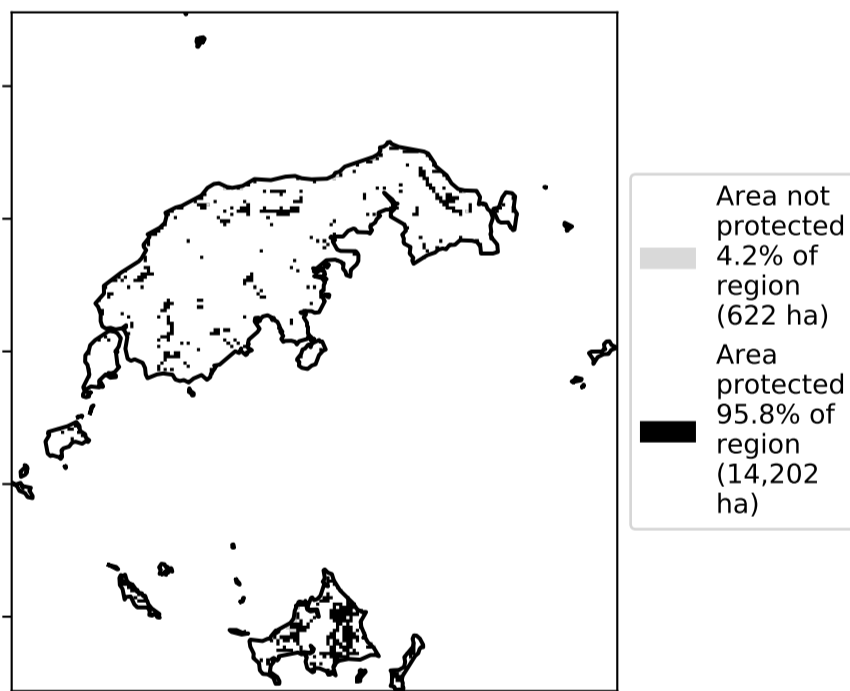 Area not
protected
4.2% of
region
(622 ha)
Area
protected
95.8% of
region
(14,202
ha)